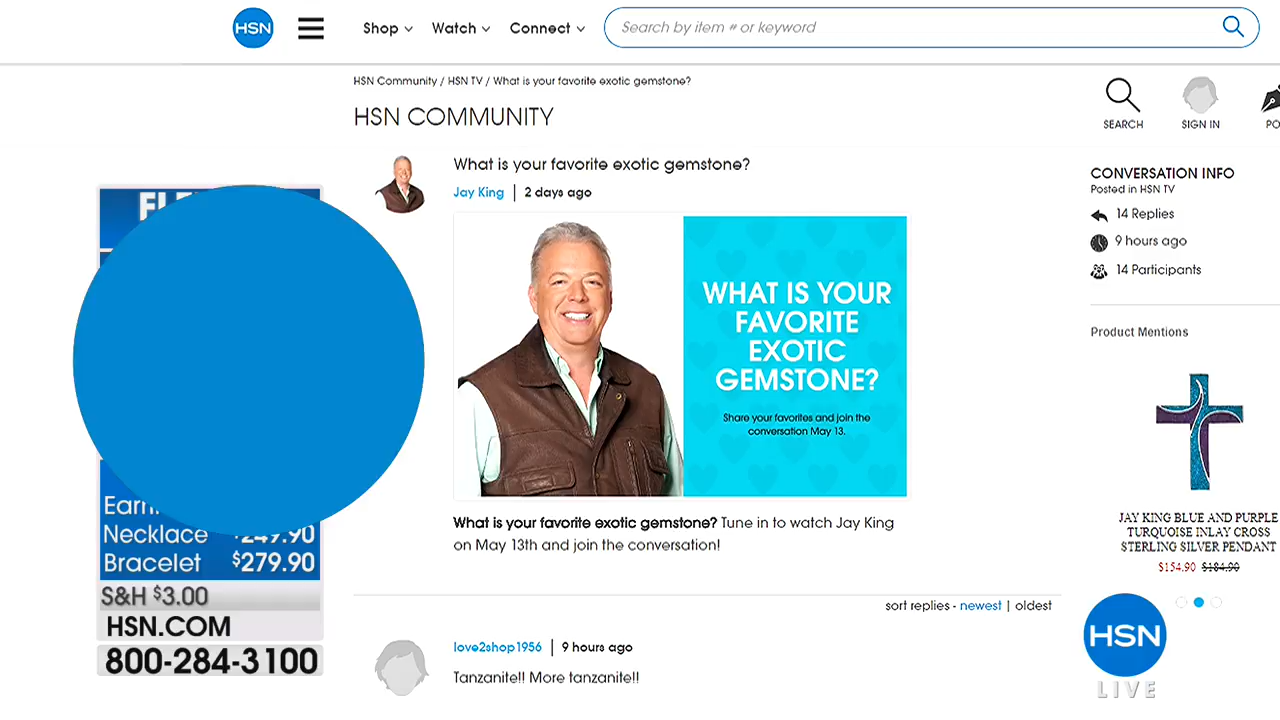 HSN
Shop
Watch
Connect
Search by item # or keyword
HSN Community / HSN TV / What is your favorite exotic gemstone?
HSN COMMUNITY
SEARCH
SIGN IN
What is your favorite exotic gemstone?
Jay King | 2 days ago
WHAT IS YOUR
FAVORITE
EXOTIC
GEMSTONE?
Share your favorites and join the
conversation May 13.
What is your favorite exotic gemstone? Tune in to watch Jay King
on May 13th and join the conversation!
sort replies - newest | oldest
love2shop1956 | 9 hours ago
Tanzanite!! More tanzanite!!
CONVERSATION INFO
Posted in HSN TV
14 Replies
9 hours ago
14 Participants
Product Mentions
JAY KING BLUE AND PURPLE
TURQUOISE INLAY CROSS
STERLING SILVER PENDANT
$154.90 $184.90
Necklace $249.90
Bracelet $279.90
S&H $3.00
HSN.COM
800-284-3100
HSN
LIVE